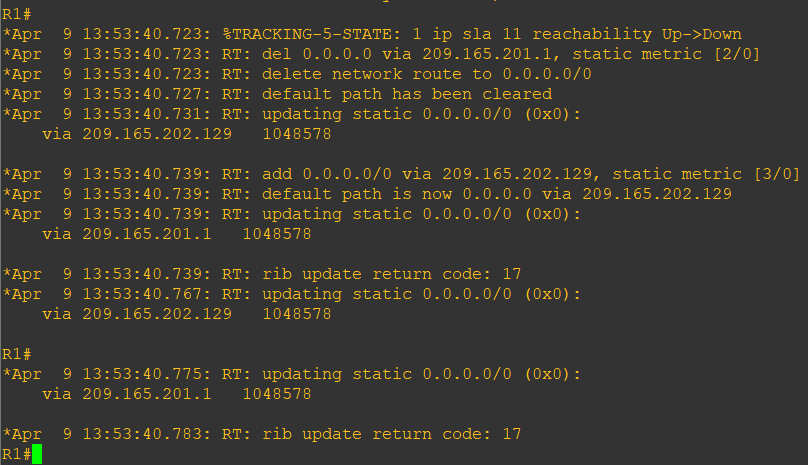 R1#
*Apr  9 13:53:40.723: %TRACKING-5-STATE: 1 ip sla 11 reachability Up->Down
*Apr  9 13:53:40.723: RT: del 0.0.0.0 via 209.165.201.1, static metric [2/0]
*Apr  9 13:53:40.723: RT: delete network route to 0.0.0.0/0
*Apr  9 13:53:40.727: RT: default path has been cleared
*Apr  9 13:53:40.731: RT: updating static 0.0.0.0/0 (0x0):
    via 209.165.202.129   1048578
*Apr  9 13:53:40.739: RT: add 0.0.0.0/0 via 209.165.202.129, static metric [3/0]
*Apr  9 13:53:40.739: RT: default path is now 0.0.0.0 via 209.165.202.129
*Apr  9 13:53:40.739: RT: updating static 0.0.0.0/0 (0x0):
    via 209.165.201.1   1048578
*Apr  9 13:53:40.739: RT: rib update return code: 17
*Apr  9 13:53:40.767: RT: updating static 0.0.0.0/0 (0x0):
    via 209.165.202.129   1048578
R1#
*Apr  9 13:53:40.775: RT: updating static 0.0.0.0/0 (0x0):
    via 209.165.201.1   1048578
*Apr  9 13:53:40.783: RT: rib update return code: 17
R1#